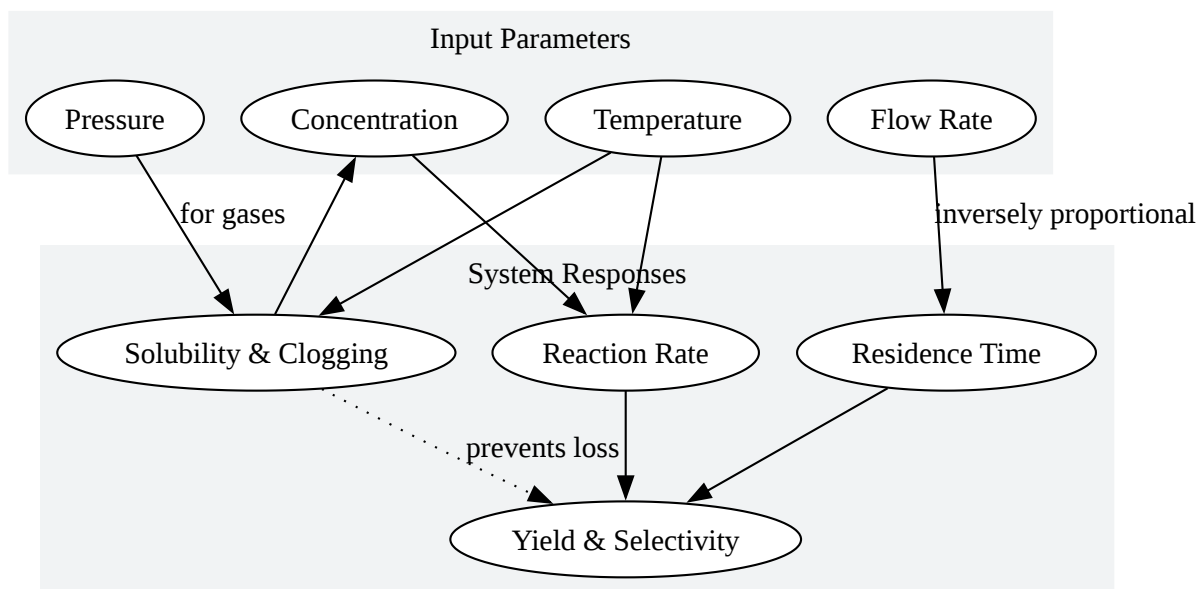 Input Parameters
Pressure
Concentration
Temperature
Flow Rate
for gases
inversely proportional
System Responses
Solubility & Clogging
Reaction Rate
Residence Time
prevents loss
Yield & Selectivity